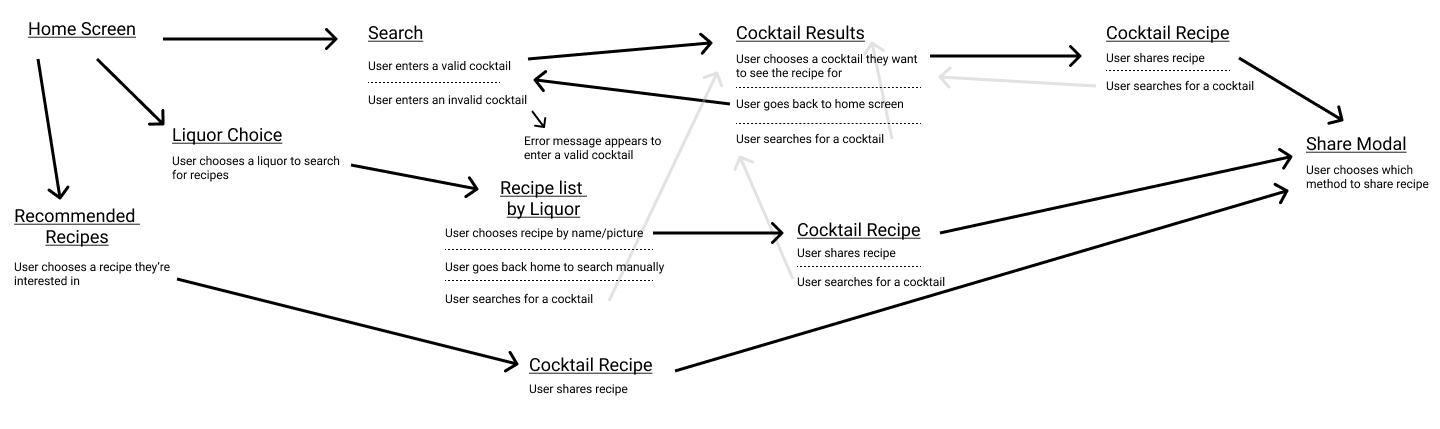 Home Screen
Search
User enters a valid cocktail
User enters an invalid cocktail
Error message appears to
enter a valid cocktail
Cocktail Results
User chooses a cocktail they want
to see the recipe for
User goes back to home screen
User searches for a cocktail
Cocktail Recipe
User shares recipe
User searches for a cocktail
Liquor Choice
User chooses a liquor to search
for recipes
Share Modal
User chooses which
method to share recipe
Recipe list
by Liquor
User chooses recipe by name/picture
User goes back home to search manually
User searches for a cocktail
Cocktail Recipe
User shares recipe
User searches for a cocktail
Recommended
Recipes
User chooses a recipe they're
interested in
Cocktail Recipe
User shares recipe